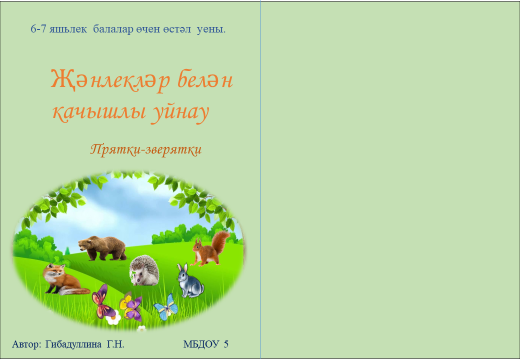 6-7 яшьлек балалар өчен өстәл уены.
Җәнлекләр белән
качышлы уйнау
Прятки-зверятки
Автор: Гибадуллина Г.Н. МБДОУ 5